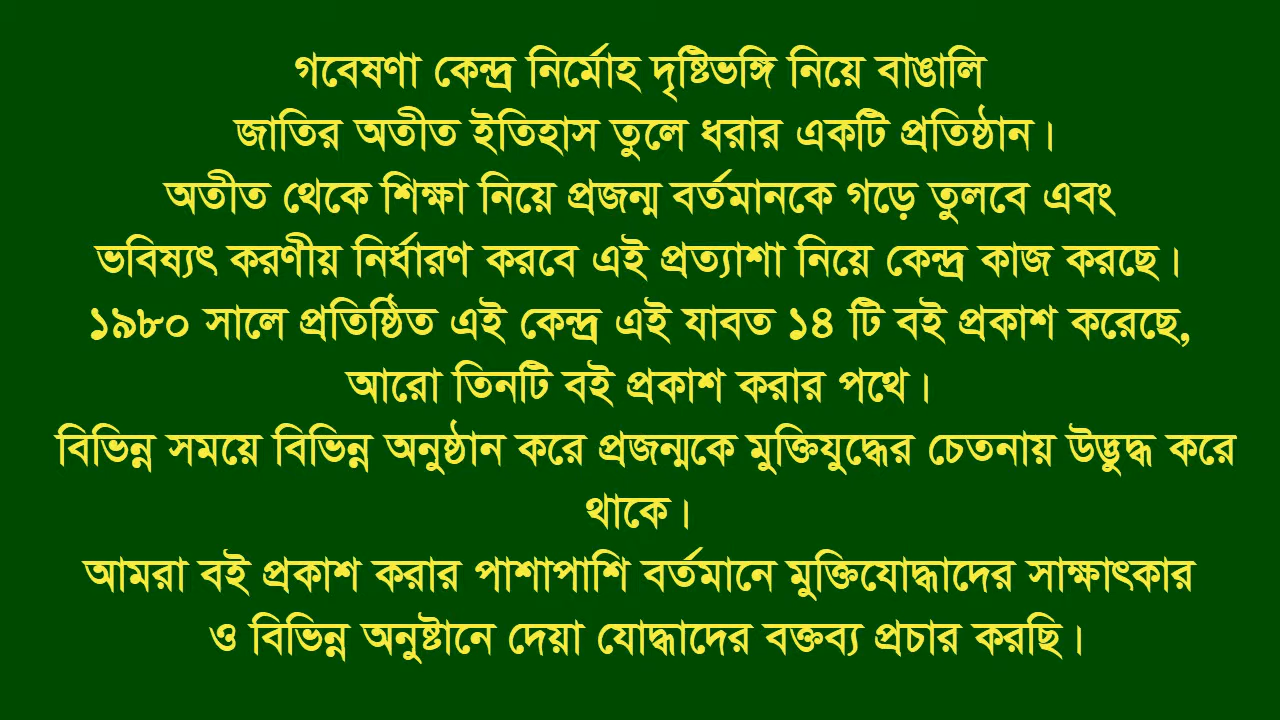 গবেষণা কেন্দ্র নির্মোহ দৃষ্টিভঙ্গি নিয়ে বাঙালি
জাতির অতীত ইতিহাস তুলে ধরার একটি প্রতিষ্ঠান।
অতীত থেকে শিক্ষা নিয়ে প্রজন্ম বর্তমানকে গড়ে তুলবে এবং
ভবিষ্যৎ করণীয় নির্ধারণ করবে এই প্রত্যাশা নিয়ে কেন্দ্র কাজ করছে।
১৯৮০ সালে প্রতিষ্ঠিত এই কেন্দ্র এই যাবত ১৪ টি বই প্রকাশ করেছে,
আরো তিনটি বই প্রকাশ করার পথে।
বিভিন্ন সময়ে বিভিন্ন অনুষ্ঠান করে প্রজন্মকে মুক্তিযুদ্ধের চেতনায় উদ্ভুদ্ধ করে
থাকে।
আমরা বই প্রকাশ করার পাশাপাশি বর্তমানে মুক্তিযোদ্ধাদের সাক্ষাৎকার
ও বিভিন্ন অনুষ্টানে দেয়া যোদ্ধাদের বক্তব্য প্রচার করছি।